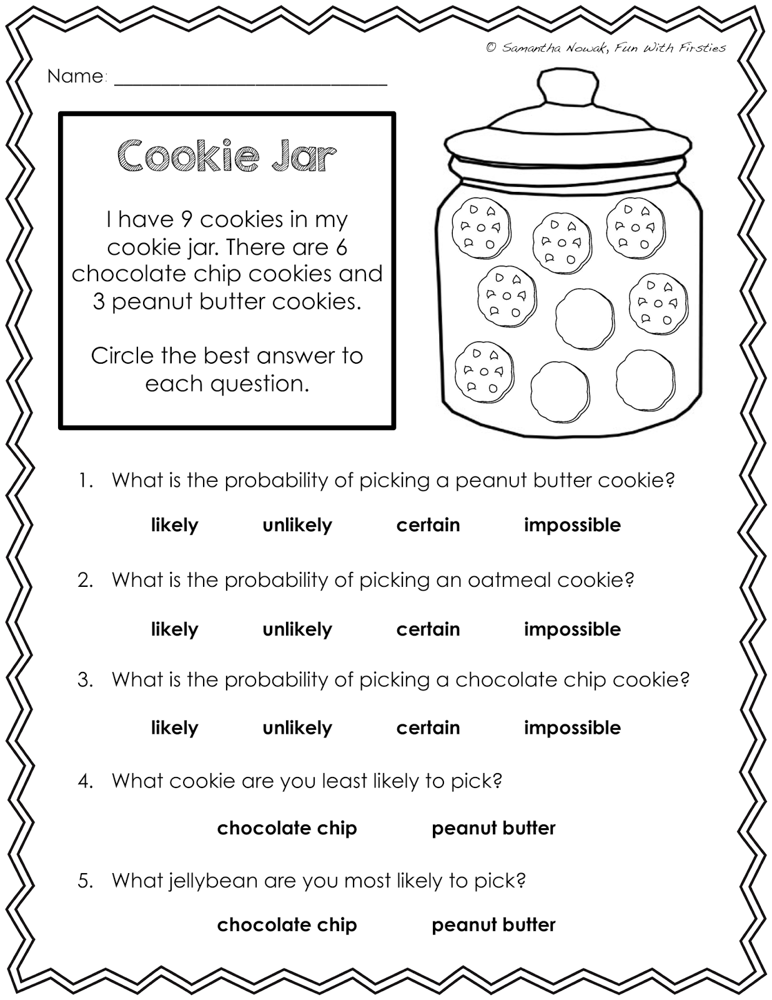 © Samantha Nowak, Fun With Firsties
Name: ______________________________
Cookie Jar
I have 9 cookies in my
cookie jar. There are 6
chocolate chip cookies and
3 peanut butter cookies.
Circle the best answer to
each question.
1. What is the probability of picking a peanut butter cookie?
likely unlikely certain impossible
2. What is the probability of picking an oatmeal cookie?
likely unlikely certain impossible
3. What is the probability of picking a chocolate chip cookie?
likely unlikely certain impossible
4. What cookie are you least likely to pick?
chocolate chip peanut butter
5. What jellybean are you most likely to pick?
chocolate chip peanut butter